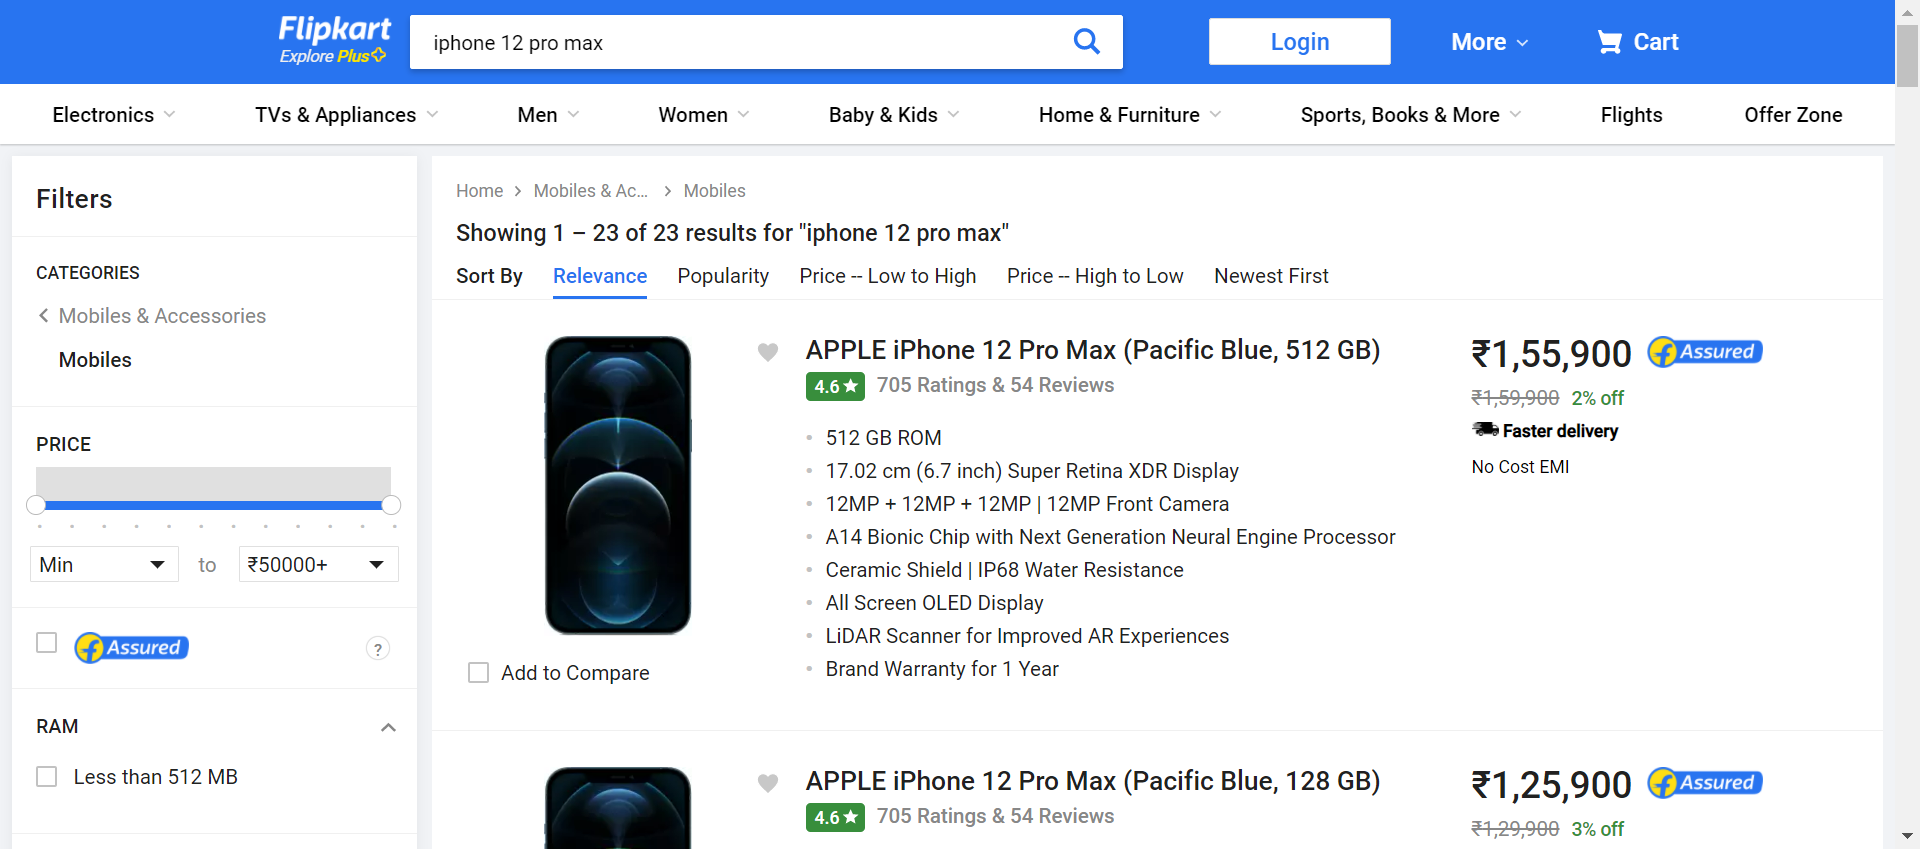 Flipkart
Explore Plus
iphone 12 pro max
Login
More
Cart
Electronics
TVs & Appliances
Men
Women
Baby & Kids
Home & Furniture
Sports, Books & More
Flights
Offer Zone
Filters
CATEGORIES
Mobiles & Accessories
Mobiles
PRICE
Min
to
₹50000+
Assured
?
RAM
Less than 512 MB
Home
Mobiles & Ac...
Mobiles
Showing 1 – 23 of 23 results for "iphone 12 pro max"
Sort By
Relevance
Popularity
Price -- Low to High
Price -- High to Low
Newest First
Add to Compare
APPLE iPhone 12 Pro Max (Pacific Blue, 512 GB)
4.6★ 705 Ratings & 54 Reviews
512 GB ROM
17.02 cm (6.7 inch) Super Retina XDR Display
12MP + 12MP + 12MP | 12MP Front Camera
A14 Bionic Chip with Next Generation Neural Engine Processor
Ceramic Shield | IP68 Water Resistance
All Screen OLED Display
LiDAR Scanner for Improved AR Experiences
Brand Warranty for 1 Year
₹1,55,900
Assured
₹1,59,900 2% off
Faster delivery
No Cost EMI
APPLE iPhone 12 Pro Max (Pacific Blue, 128 GB)
4.6★ 705 Ratings & 54 Reviews
₹1,25,900
Assured
₹1,29,900 3% off